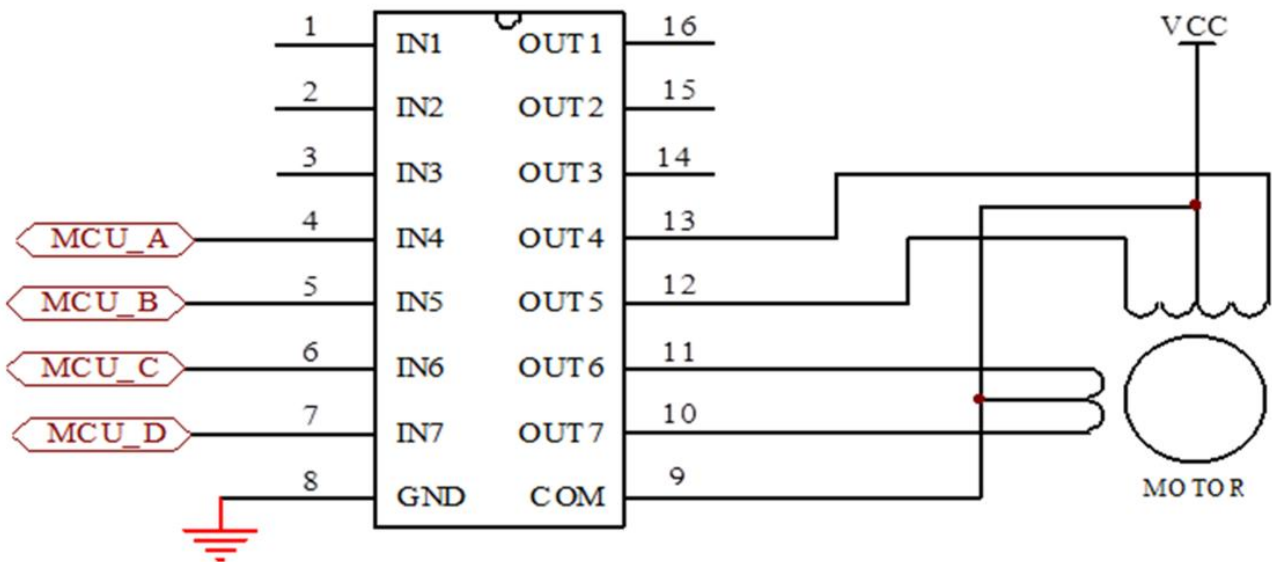 VCC
1 IN1 OUT1 16
2 IN2 OUT2 15
3 IN3 OUT3 14
MCU_A 4 IN4 OUT4 13
MCU_B 5 IN5 OUT5 12
MCU_C 6 IN6 OUT6 11
MCU_D 7 IN7 OUT7 10
8 GND COM 9
MOTOR